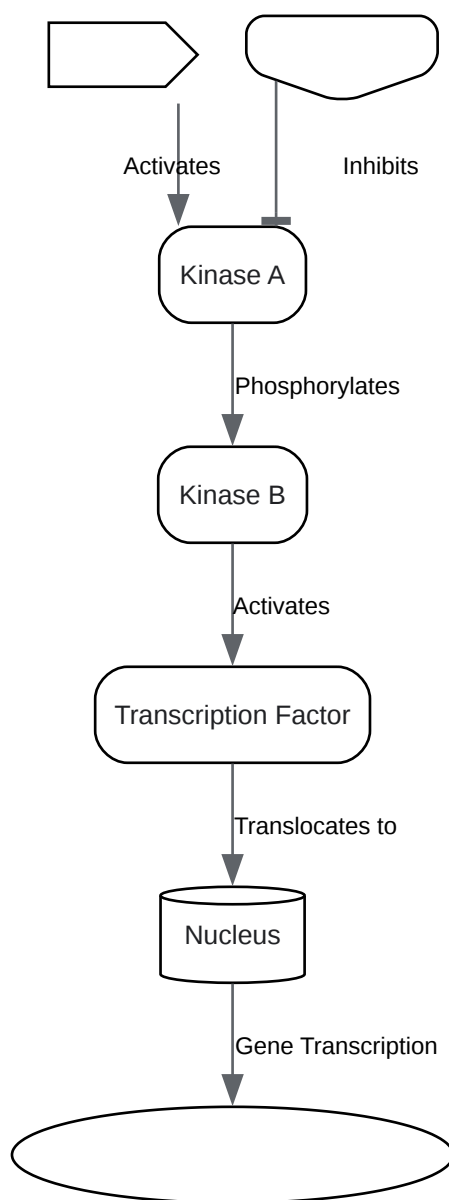 Activates
Inhibits
Kinase A
Phosphorylates
Kinase B
Activates
Transcription Factor
Translocates to
Nucleus
Gene Transcription